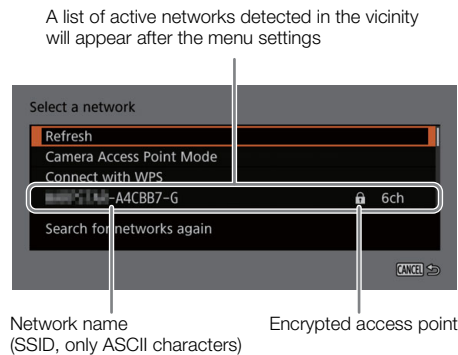 A list of active networks detected in the vicinity
will appear after the menu settings
Select a network
Refresh
Camera Access Point Mode
Connect with WPS
-A4CBB7-G 6ch
Search for networks again
CANCEL
Network name
(SSID, only ASCII characters)
Encrypted access point